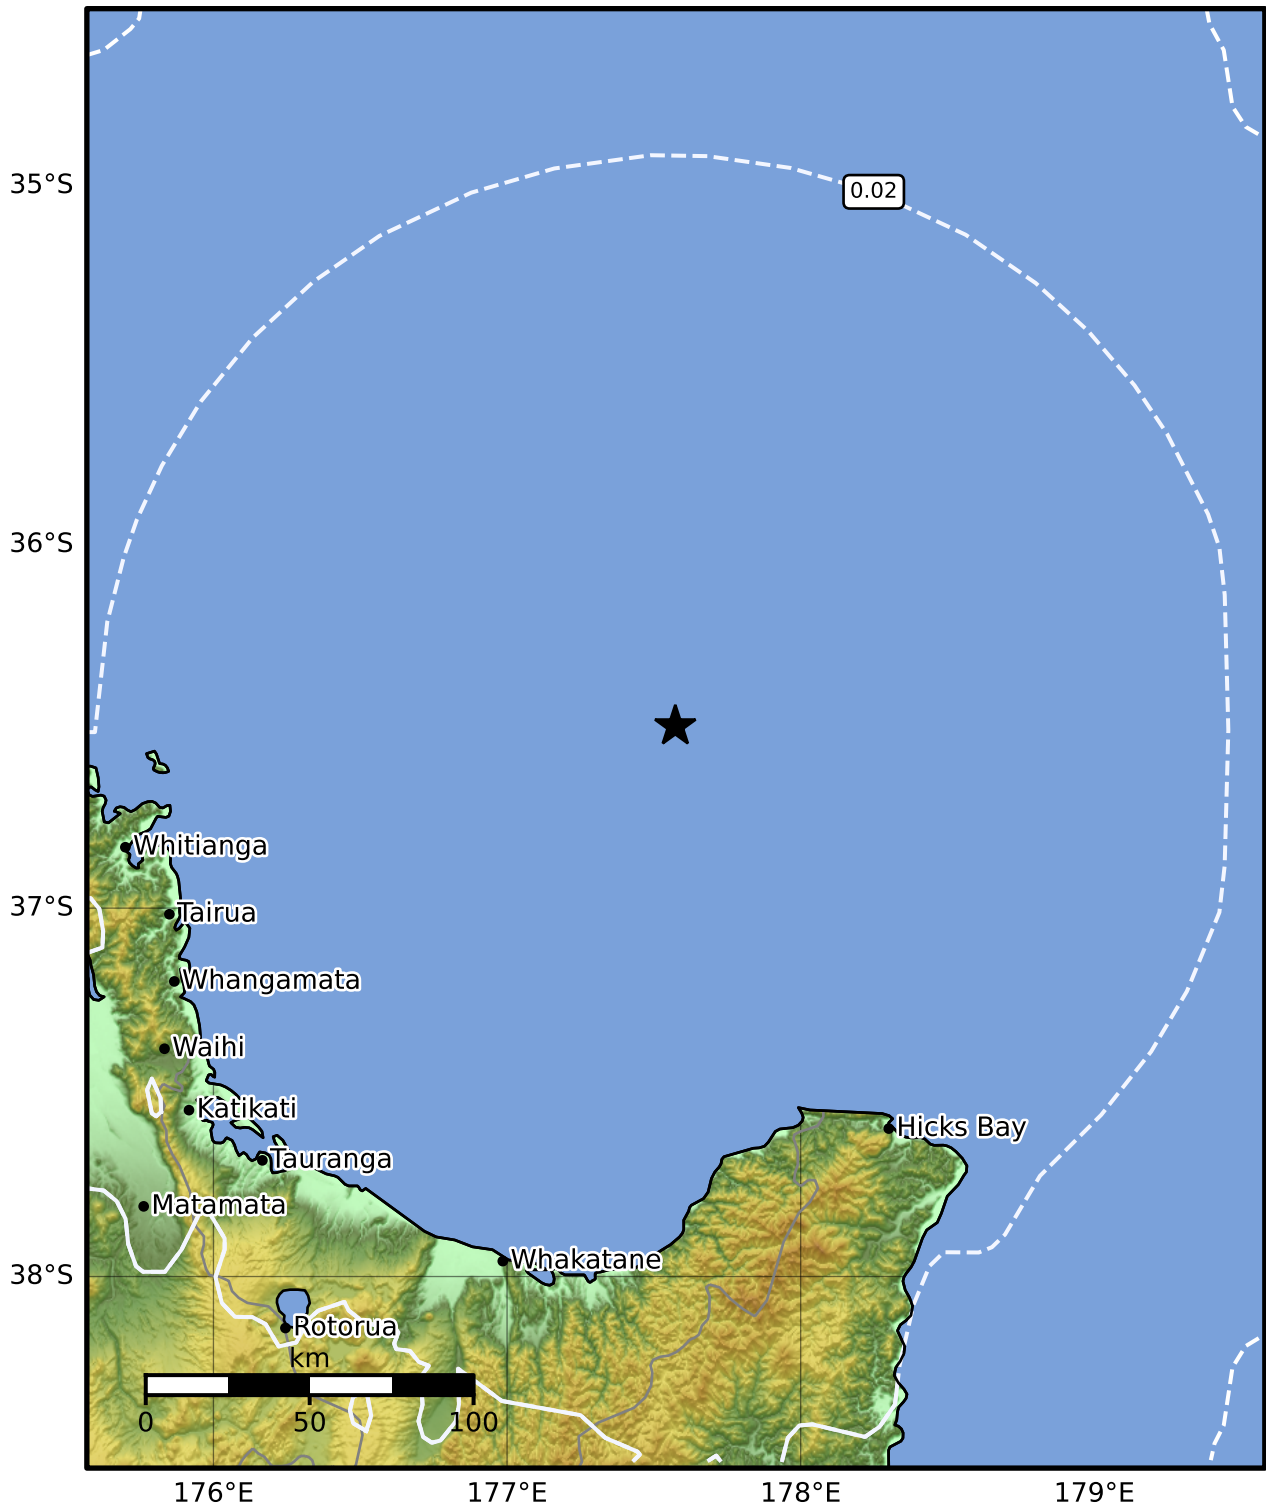 35°S
0.02
36°S
Whitianga
37°S
Tairua
Whangamata
Waihi
Katikati
Hicks Bay
Tauranga
Matamata
Whakatane
38°S
Rotorua
km
0
50
100
176°E
177°E
178°E
179°E